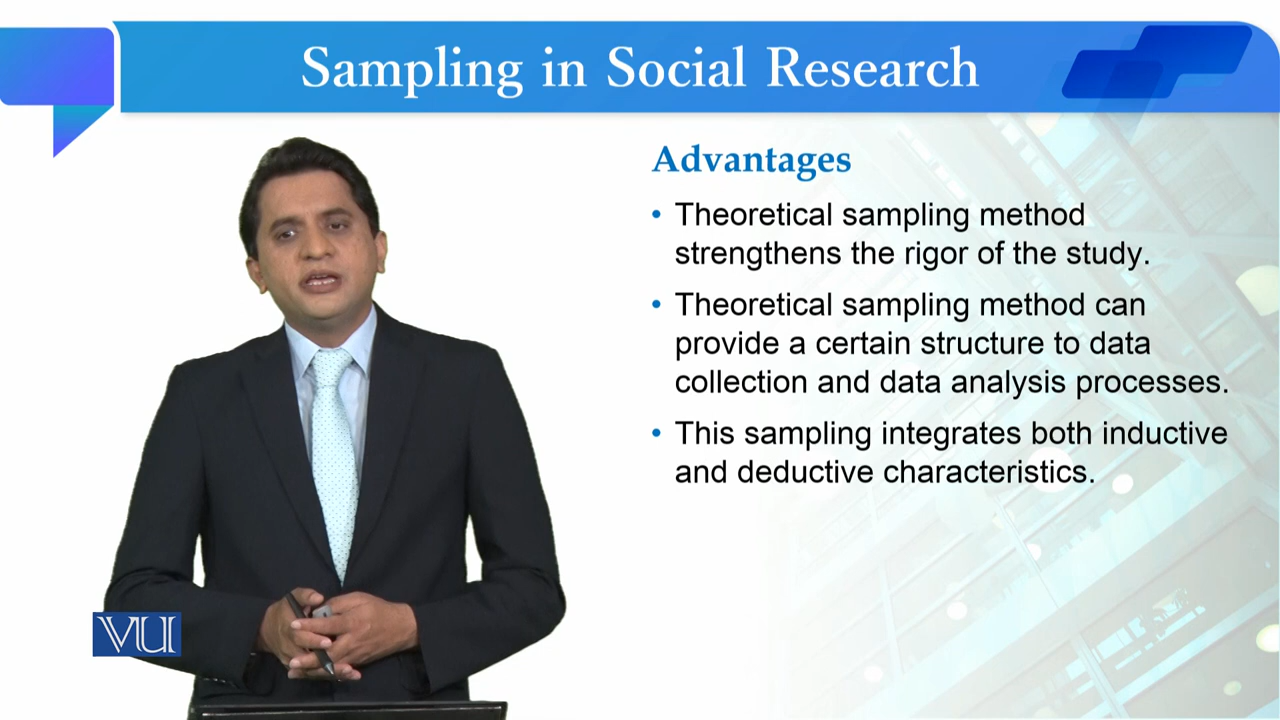 Sampling in Social Research
Advantages
• Theoretical sampling method
strengthens the rigor of the study.
• Theoretical sampling method can
provide a certain structure to data
collection and data analysis processes.
• This sampling integrates both inductive
and deductive characteristics.
VU